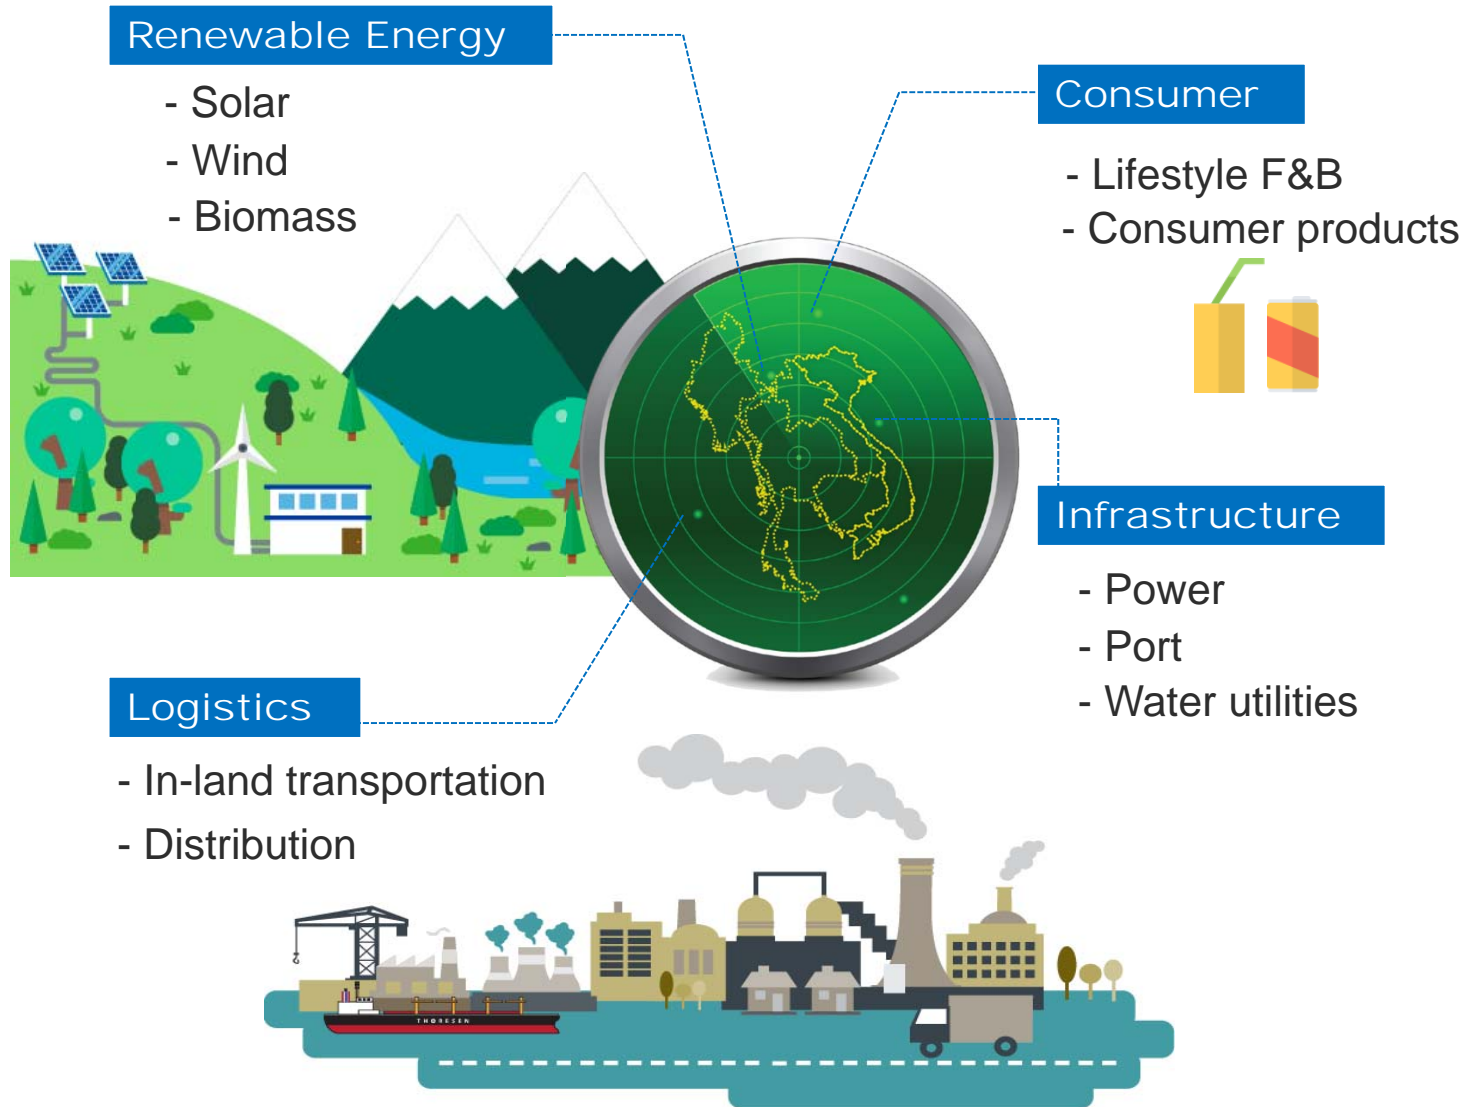 Renewable Energy
- Solar
- Wind
- Biomass
Consumer
- Lifestyle F&B
- Consumer products
Infrastructure
- Power
- Port
- Water utilities
Logistics
- In-land transportation
- Distribution
THORESEN